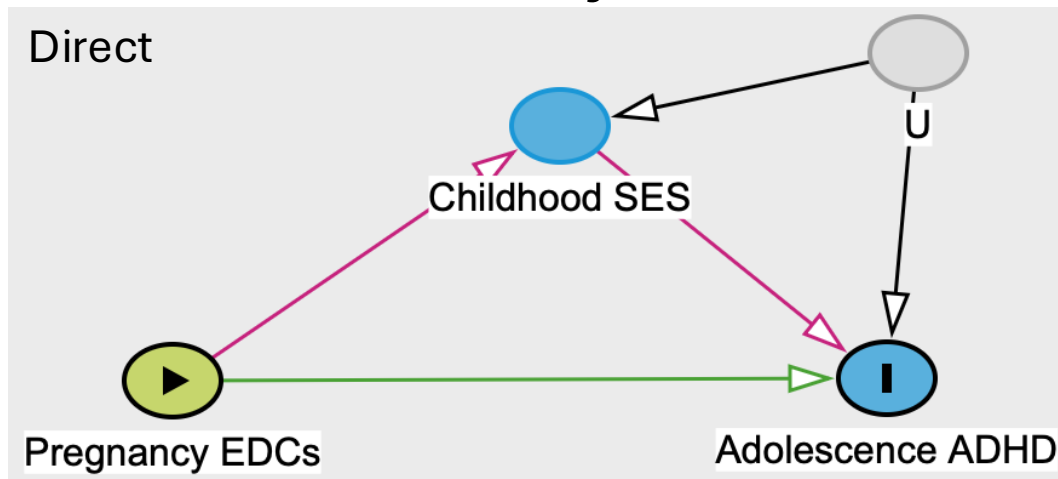 Direct
U
Childhood SES
Pregnancy EDCs
Adolescence ADHD